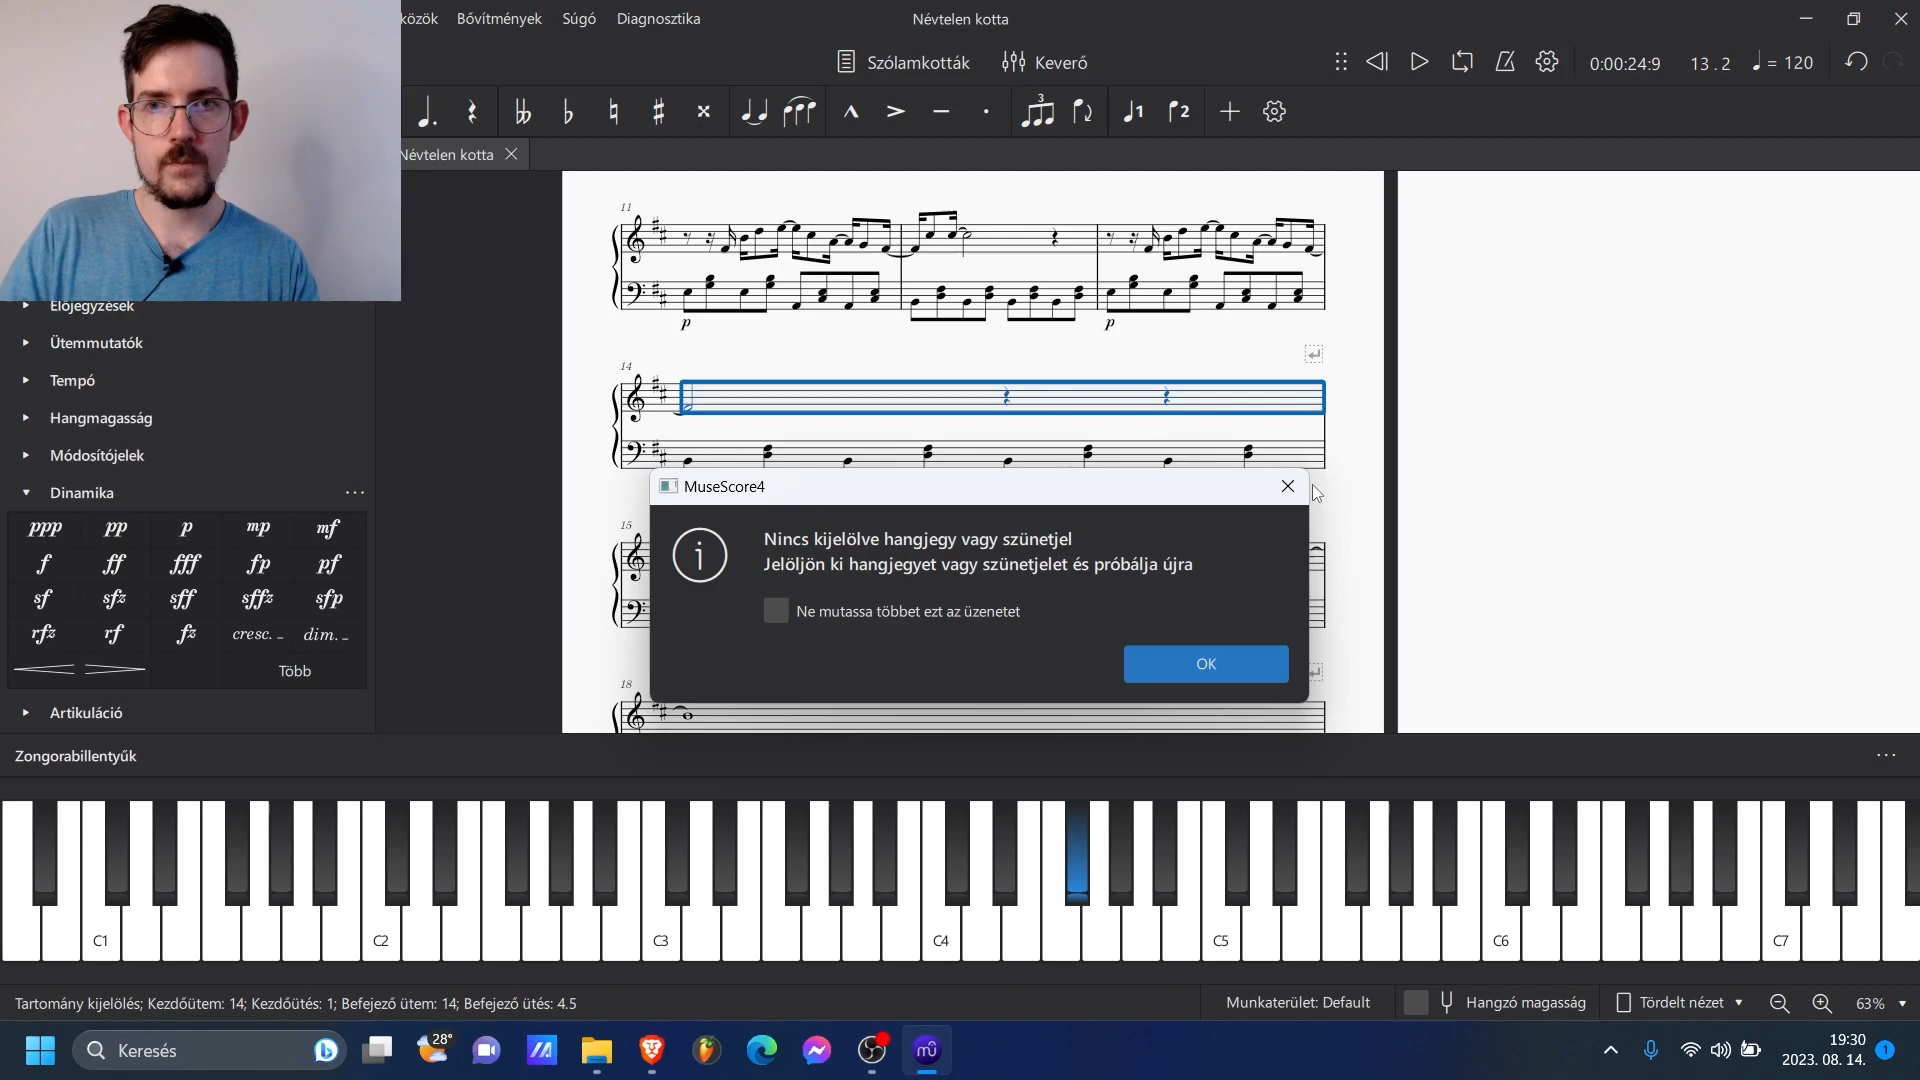 közök Bővítmények Súgó Diagnosztika
Névtelen kotta
Szólamkották Keverő
0:00:24:9 13 . 2 = 120
3
1 2
Névtelen kotta
11
p p
14
15
18
Előjegyzések
Ütemmutatók
Tempó
Hangmagasság
Módosítójelek
Dinamika
ppp pp p mp mf
f ff fff fp pf
sf sfz sff sffz sfp
rfz rf fz cresc. _ dim. _
Több
Artikuláció
MuseScore4
Nincs kijelölve hangjegy vagy szünetjel
Jelöljön ki hangjegyet vagy szünetjelet és próbálja újra
Ne mutassa többet ezt az üzenetet
OK
Zongorabillentyűk
C1 C2 C3 C4 C5 C6 C7
Tartomány kijelölés; Kezdőütem: 14; Kezdőütés: 1; Befejező ütem: 14; Befejező ütés: 4.5
Munkaterület: Default Hangzó magasság Tördelt nézet 63%
Keresés
28°
19:30
2023. 08. 14.
1